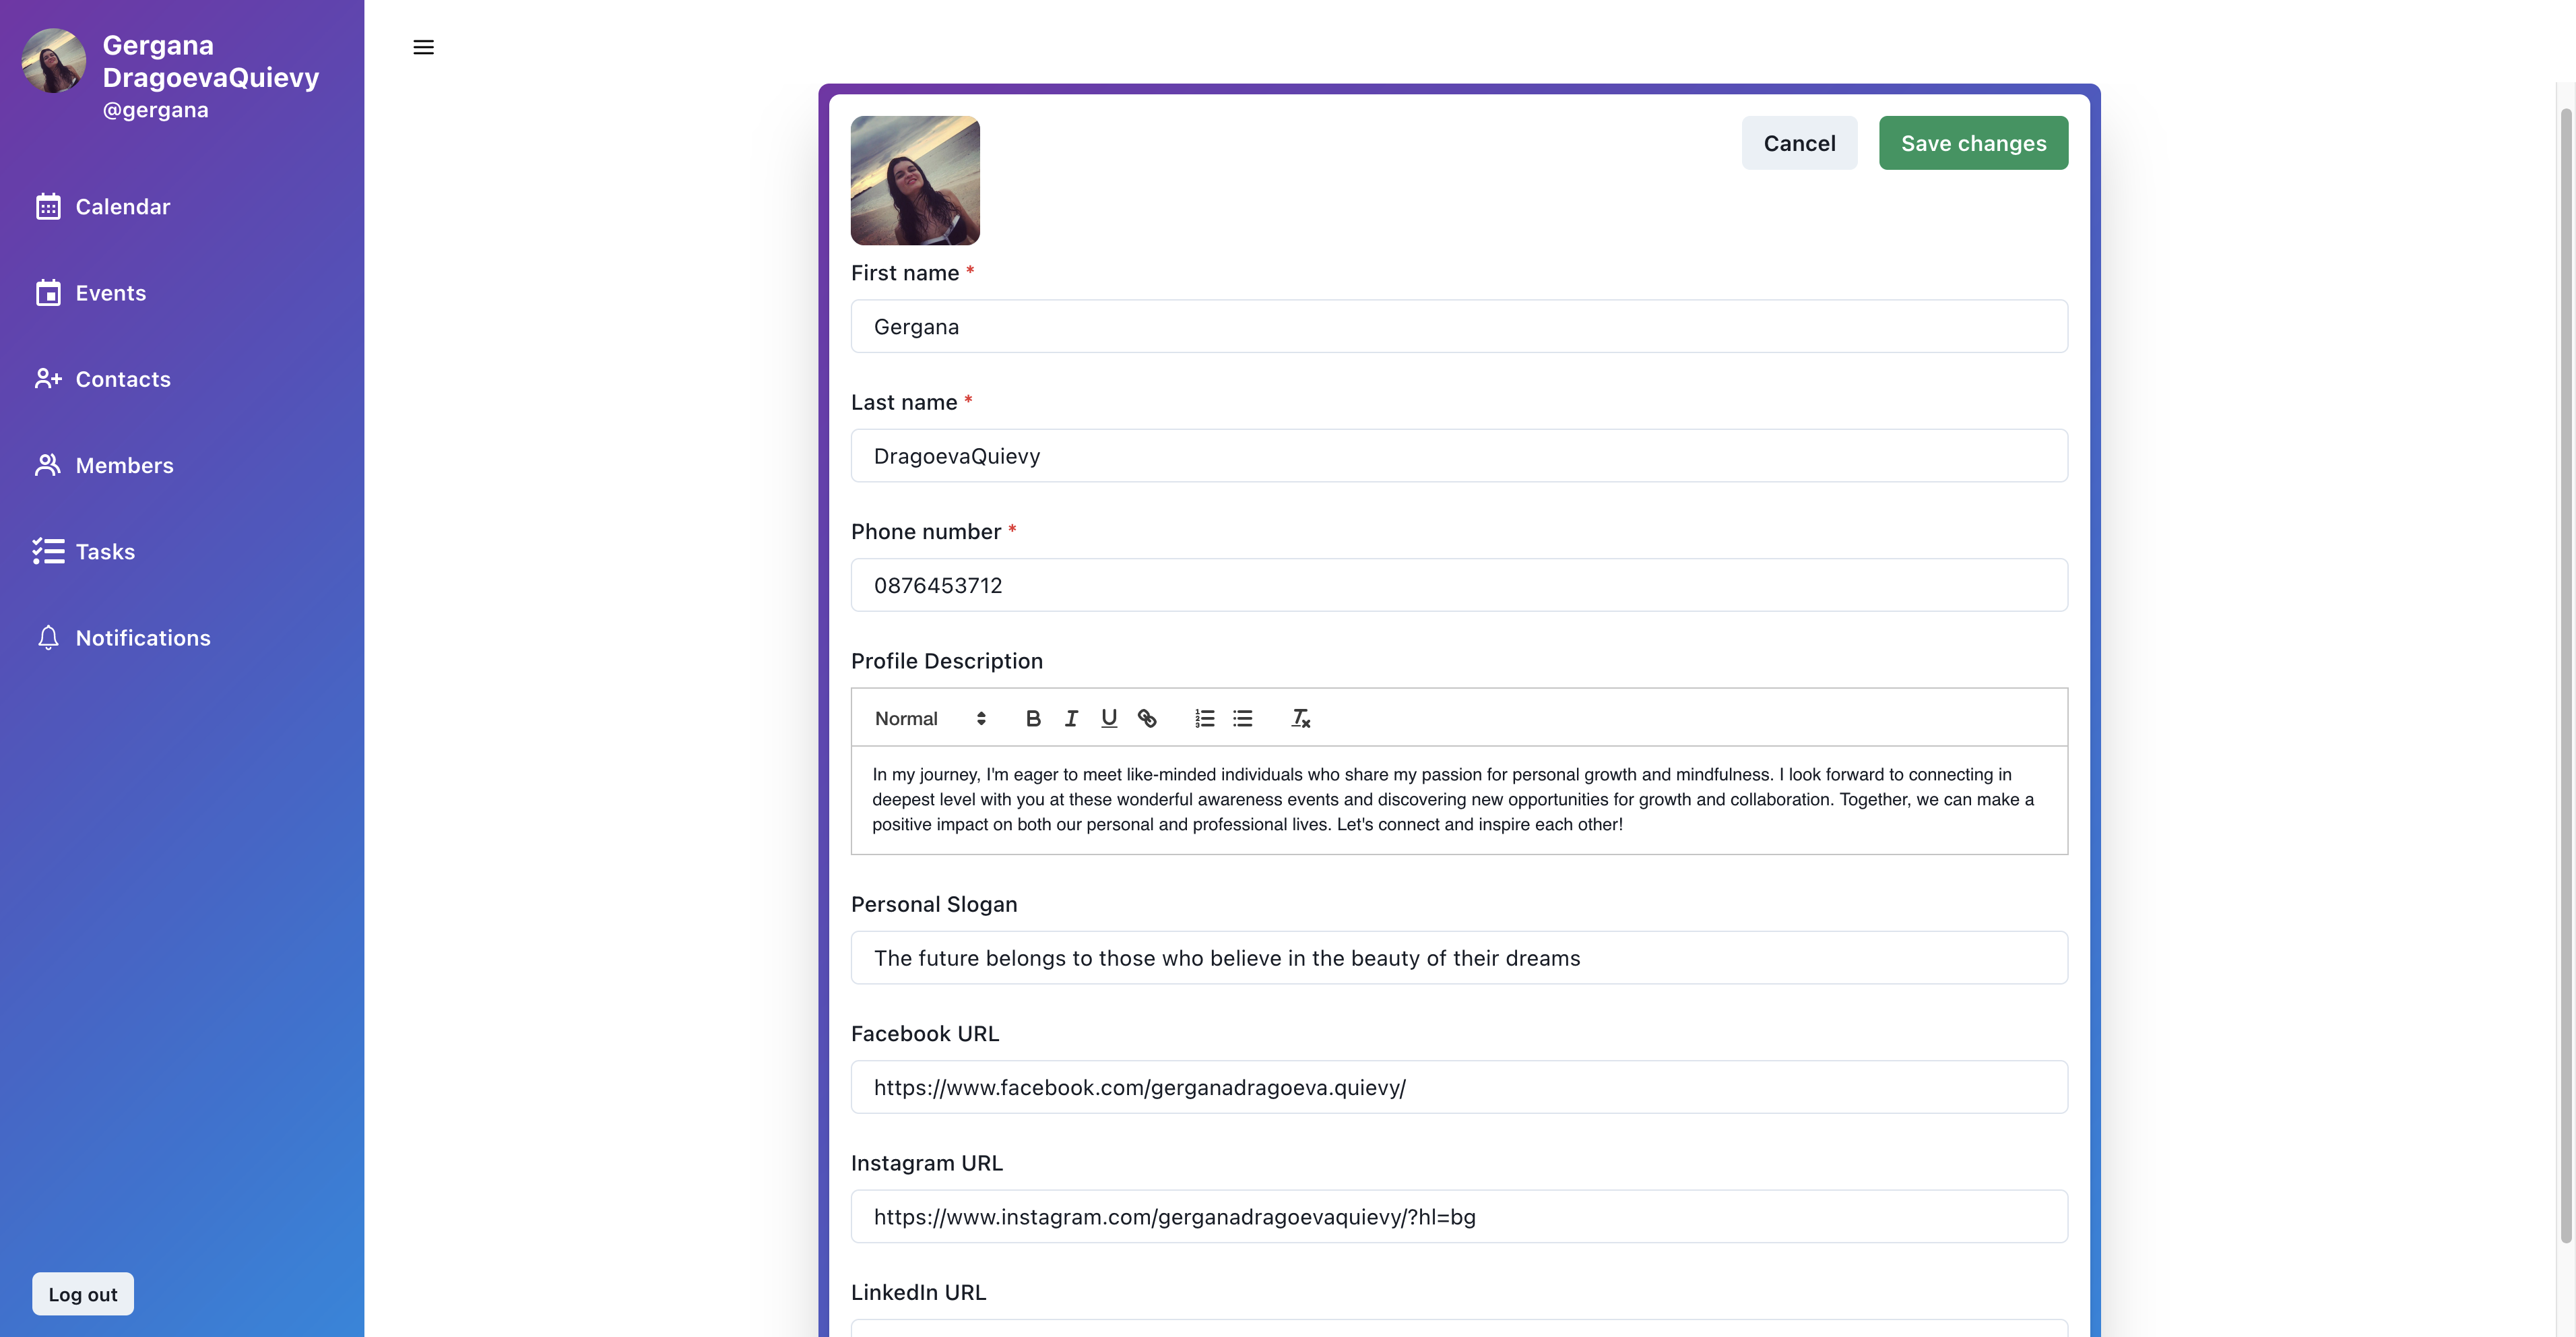 Gergana
DragoevaQuievy
@gergana
Calendar
Events
Contacts
Members
Tasks
Notifications
Log out
Cancel
Save changes
First name *
Gergana
Last name *
DragoevaQuievy
Phone number *
0876453712
Profile Description
Normal
In my journey, I'm eager to meet like-minded individuals who share my passion for personal growth and mindfulness. I look forward to connecting in
deepest level with you at these wonderful awareness events and discovering new opportunities for growth and collaboration. Together, we can make a
positive impact on both our personal and professional lives. Let's connect and inspire each other!
Personal Slogan
The future belongs to those who believe in the beauty of their dreams
Facebook URL
https://www.facebook.com/gerganadragoeva.quievy/
Instagram URL
https://www.instagram.com/gerganadragoevaquievy/?hl=bg
LinkedIn URL